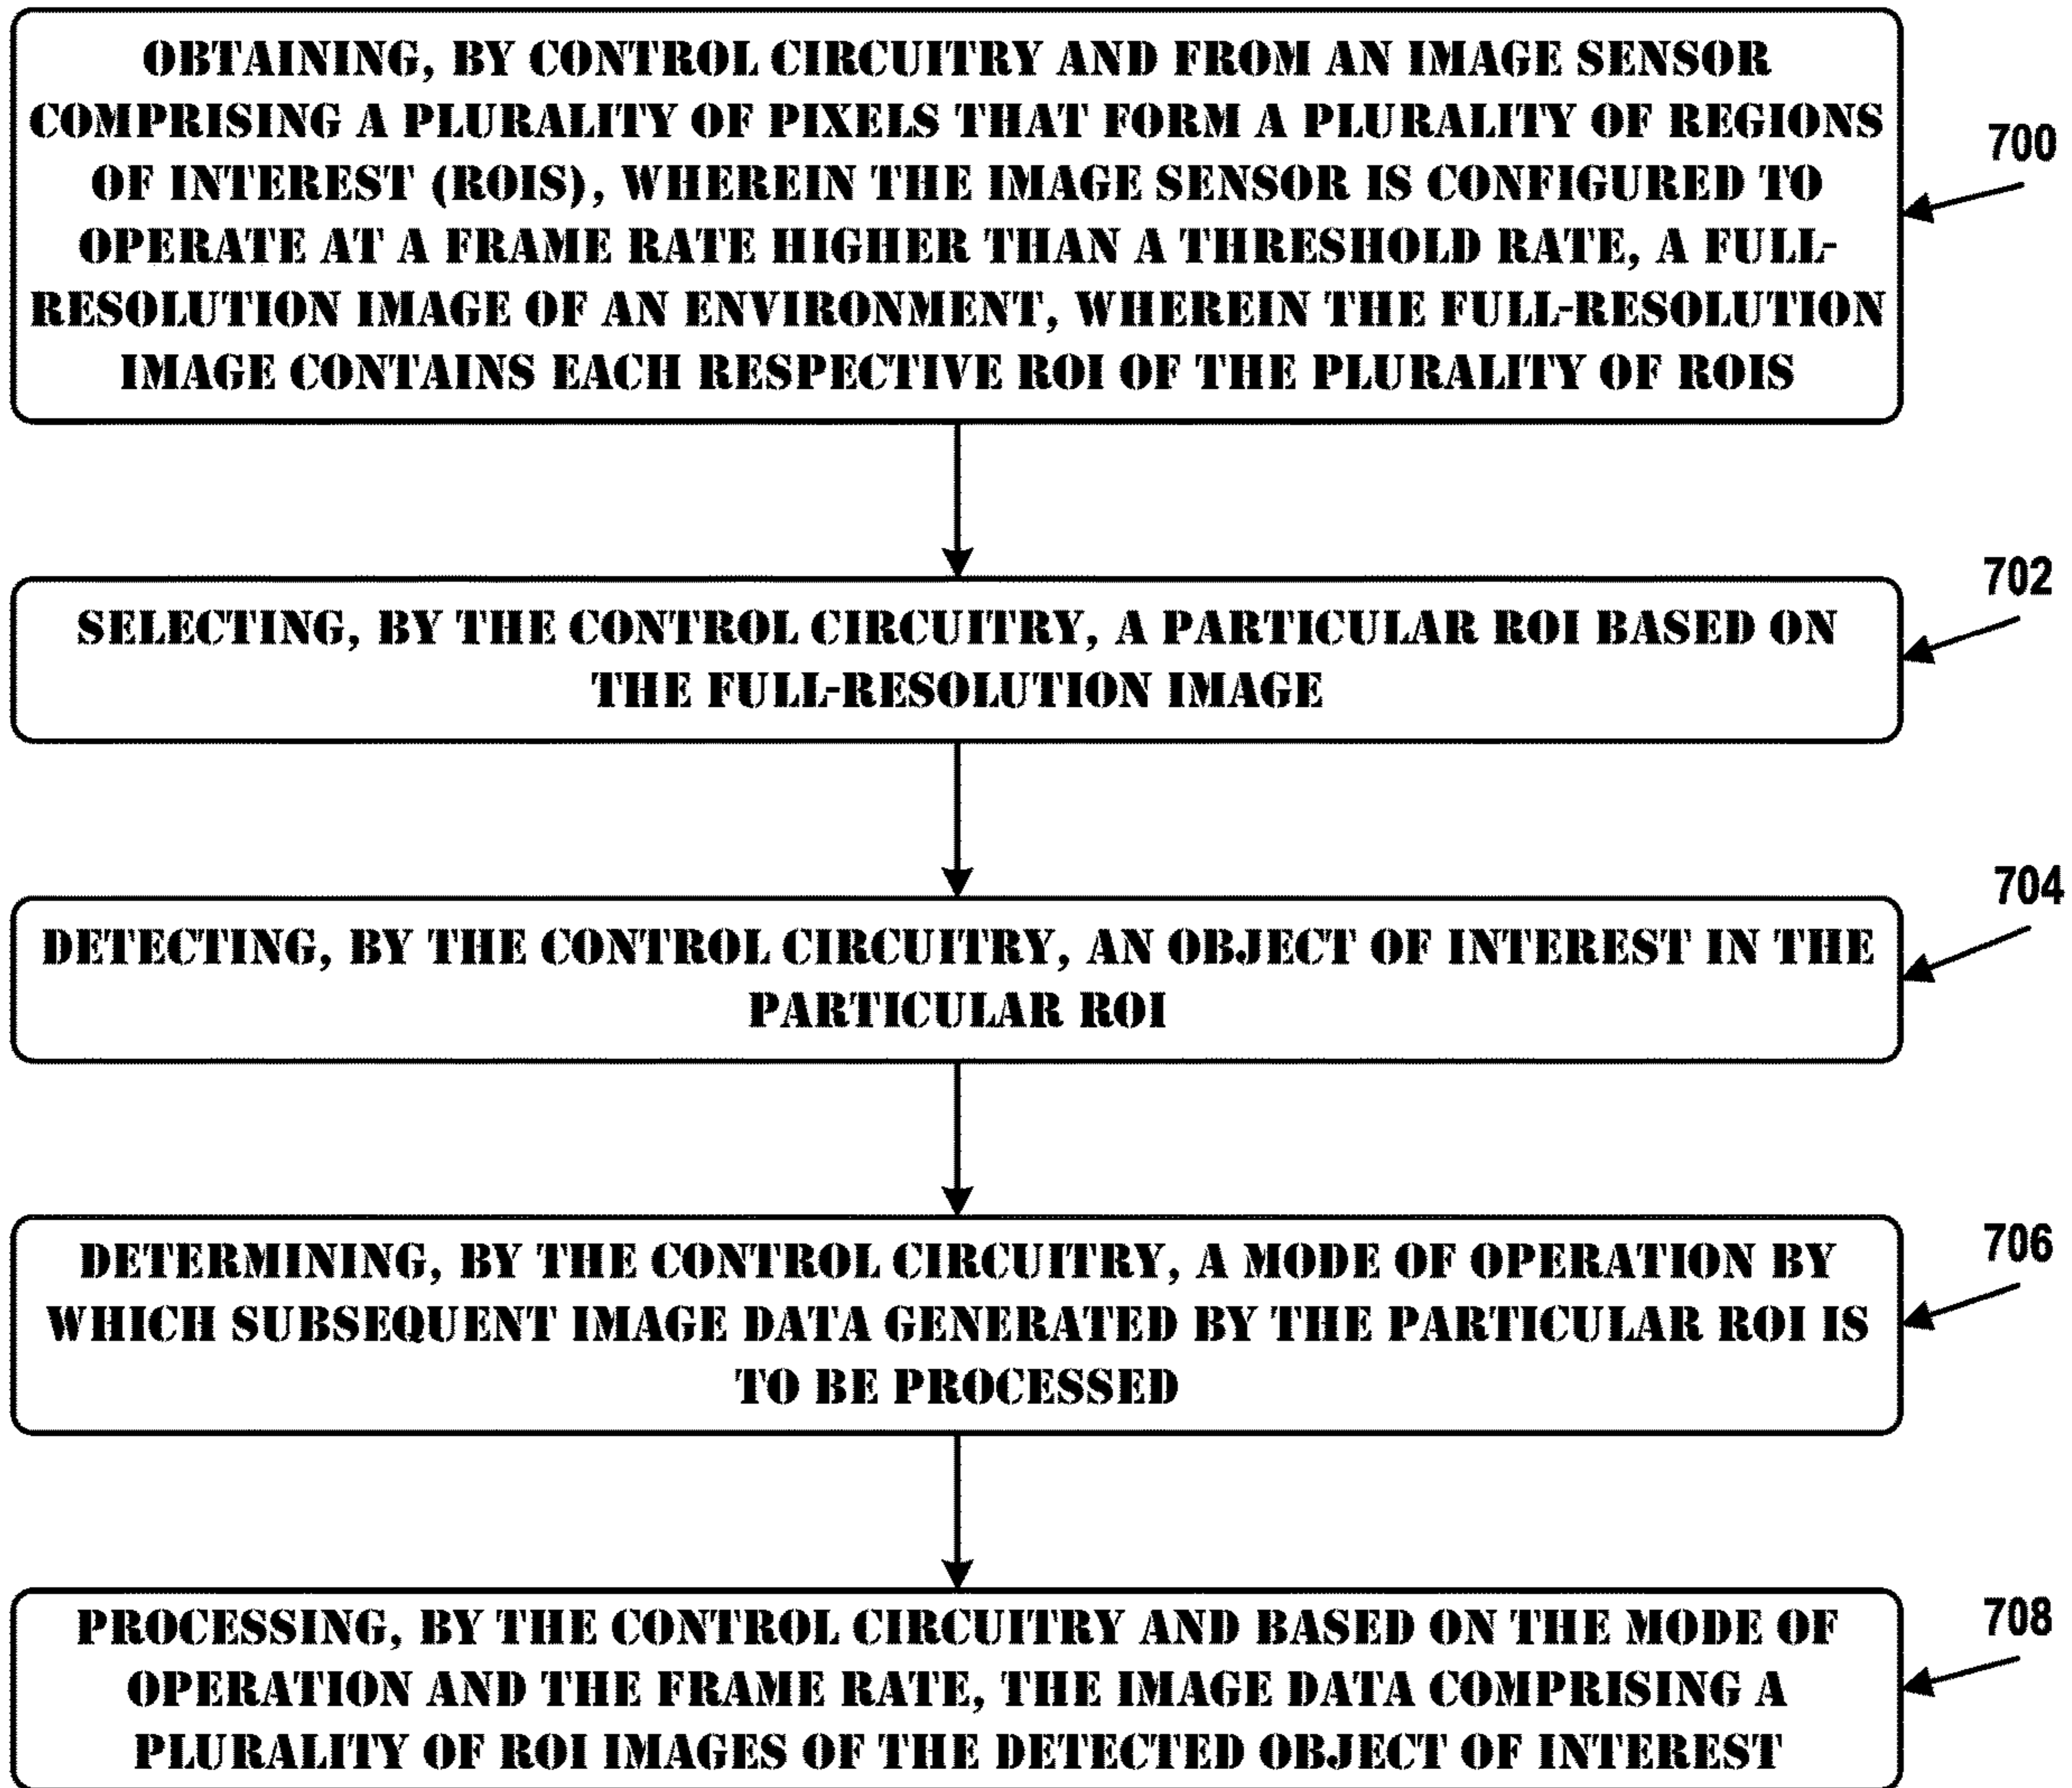 OBTAINING, BY CONTROL CIRCUITRY AND FROM AN IMAGE SENSOR
COMPRISING A PLURALITY OF PIXELS THAT FORM A PLURALITY OF REGIONS
OF INTEREST (ROIS), WHEREIN THE IMAGE SENSOR IS CONFIGURED TO
OPERATE AT A FRAME RATE HIGHER THAN A THRESHOLD RATE, A FULL-
RESOLUTION IMAGE OF AN ENVIRONMENT, WHEREIN THE FULL-RESOLUTION
IMAGE CONTAINS EACH RESPECTIVE ROI OF THE PLURALITY OF ROIS
700
SELECTING, BY THE CONTROL CIRCUITRY, A PARTICULAR ROI BASED ON
THE FULL-RESOLUTION IMAGE
702
DETECTING, BY THE CONTROL CIRCUITRY, AN OBJECT OF INTEREST IN THE
PARTICULAR ROI
704
DETERMINING, BY THE CONTROL CIRCUITRY, A MODE OF OPERATION BY
WHICH SUBSEQUENT IMAGE DATA GENERATED BY THE PARTICULAR ROI IS
TO BE PROCESSED
706
PROCESSING, BY THE CONTROL CIRCUITRY AND BASED ON THE MODE OF
OPERATION AND THE FRAME RATE, THE IMAGE DATA COMPRISING A
PLURALITY OF ROI IMAGES OF THE DETECTED OBJECT OF INTEREST
708